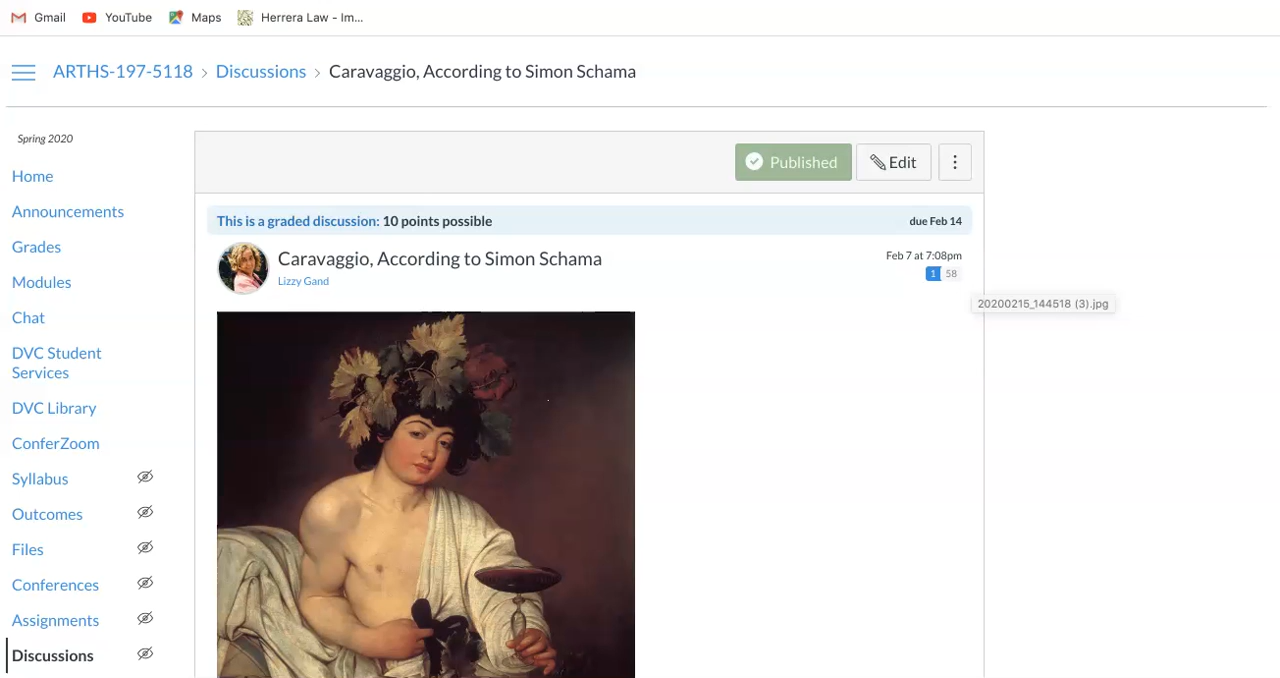 Gmail YouTube Maps Herrera Law - Im...
ARTHS-197-5118 > Discussions > Caravaggio, According to Simon Schama
Spring 2020
Home
Announcements
Grades
Modules
Chat
DVC Student
Services
DVC Library
ConferZoom
Syllabus
Outcomes
Files
Conferences
Assignments
Discussions
Published Edit
This is a graded discussion: 10 points possible due Feb 14
Caravaggio, According to Simon Schama Feb 7 at 7:08pm
Lizzy Gand 1 58
20200215_144518 (3).jpg